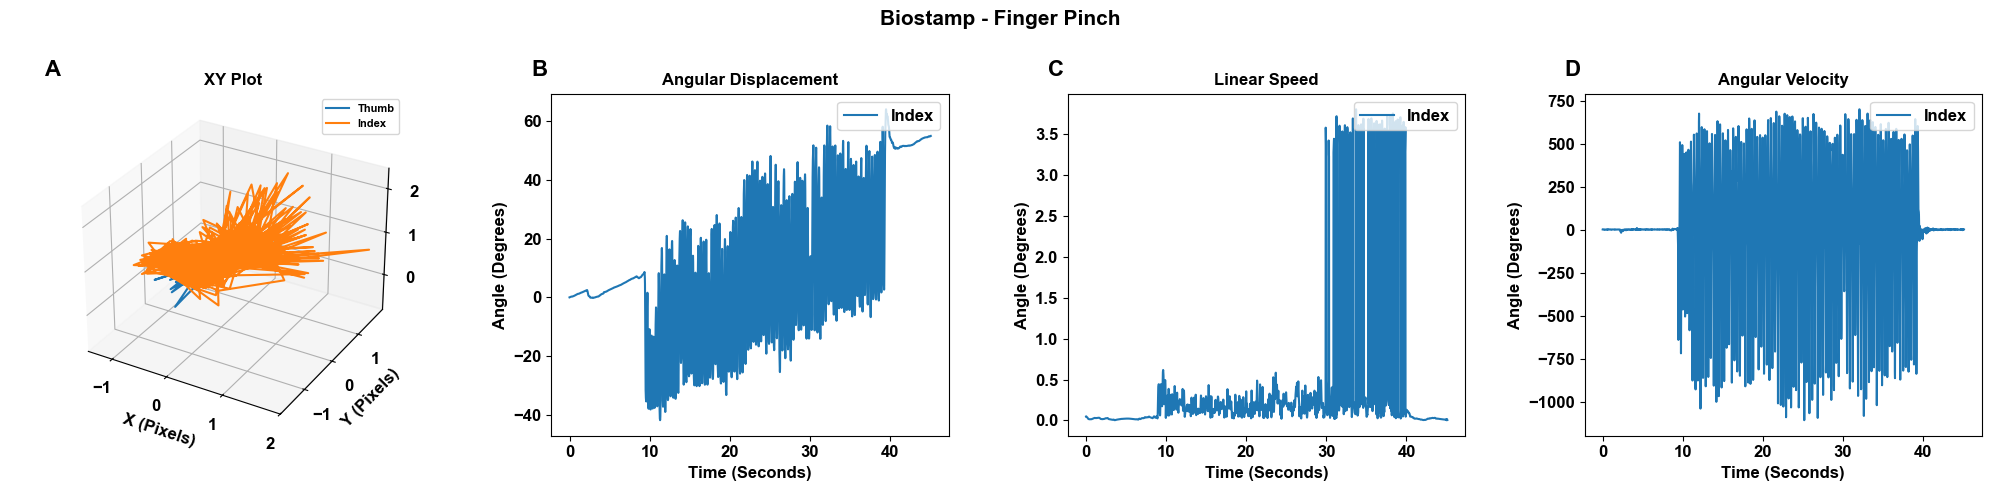 Biostamp - Finger Pinch
A
XY Plot
Thumb
Index
2
1
0
−1
0
1
2
X (Pixels)
−1
0
1
Y (Pixels)
B
Angular Displacement
Index
60
40
20
0
−20
−40
Angle (Degrees)
0 10 20 30 40
Time (Seconds)
C
Linear Speed
Index
3.5
3.0
2.5
2.0
1.5
1.0
0.5
0.0
Angle (Degrees)
0 10 20 30 40
Time (Seconds)
D
Angular Velocity
Index
750
500
250
0
−250
−500
−750
−1000
Angle (Degrees)
0 10 20 30 40
Time (Seconds)